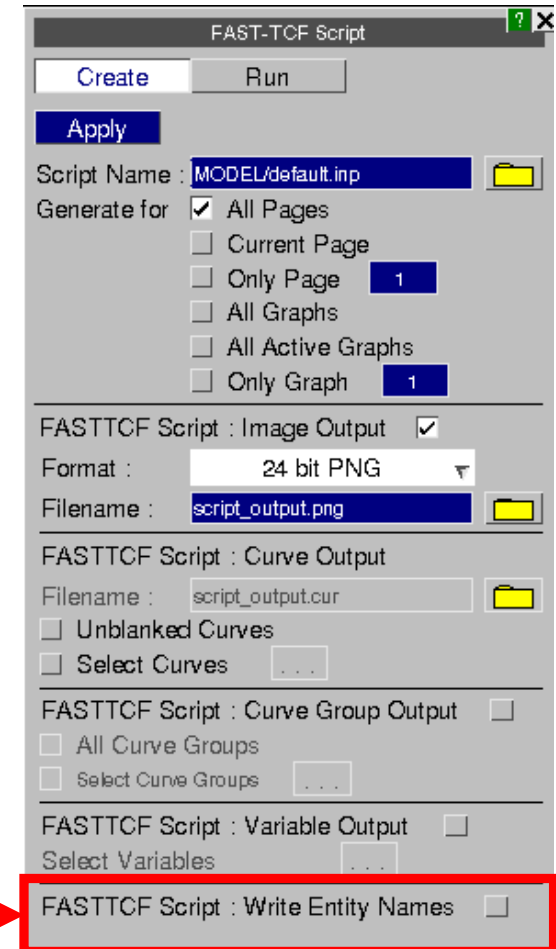 FAST-TCF Script ? X
Create Run
Apply
Script Name : MODEL/default.inp
Generate for All Pages
Current Page
Only Page 1
All Graphs
All Active Graphs
Only Graph 1
FASTTCF Script : Image Output
Format : 24 bit PNG
Filename : script_output.png
FASTTCF Script : Curve Output
Filename : script_output.cur
Unblanked Curves
Select Curves . . .
FASTTCF Script : Curve Group Output
All Curve Groups
Select Curve Groups . . .
FASTTCF Script : Variable Output
Select Variables . . .
FASTTCF Script : Write Entity Names